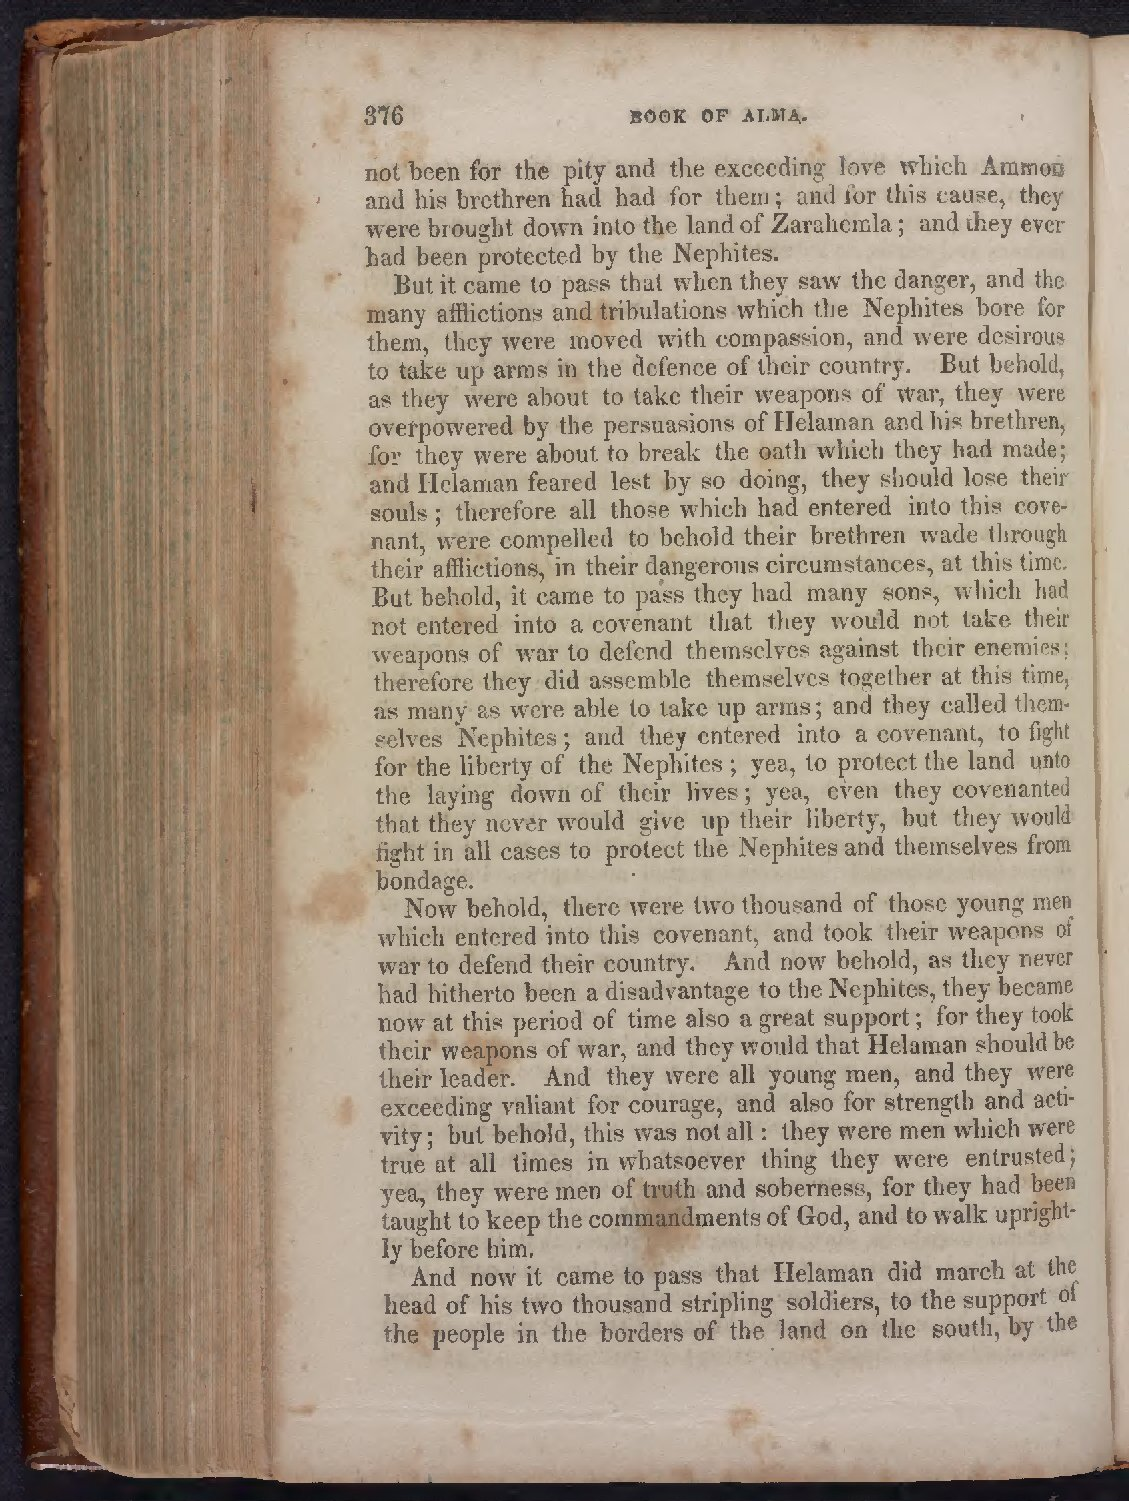 376 BOOK OF ALMA.
not been for the pity and the exceeding love which Ammon
and his brethren had had for them; and for this cause, they
were brought down into the land of Zarahemla; and they ever
had been protected by the Nephites.
But it came to pass that when they saw the danger, and the
many afflictions and tribulations which the Nephites bore for
them, they were moved with compassion, and were desirous
to take up arms in the defence of their country. But behold,
as they were about to take their weapons of war, they were
overpowered by the persuasions of Helaman and his brethren,
for they were about to break the oath which they had made;
and Helaman feared lest by so doing, they should lose their
souls; therefore all those which had entered into this cove-
nant, were compelled to behold their brethren wade through
their afflictions, in their dangerous circumstances, at this time.
But behold, it came to pass they had many sons, which had
not entered into a covenant that they would not take their
weapons of war to defend themselves against their enemies;
therefore they did assemble themselves together at this time,
as many as were able to take up arms; and they called them-
selves Nephites; and they entered into a covenant, to fight
for the liberty of the Nephites; yea, to protect the land unto
the laying down of their lives; yea, even they covenanted
that they never would give up their liberty, but they would
fight in all cases to protect the Nephites and themselves from
bondage.
Now behold, there were two thousand of those young men
which entered into this covenant, and took their weapons of
war to defend their country. And now behold, as they never
had hitherto been a disadvantage to the Nephites, they became
now at this period of time also a great support; for they took
their weapons of war, and they would that Helaman should be
their leader. And they were all young men, and they were
exceeding valiant for courage, and also for strength and acti-
vity; but behold, this was not all: they were men which were
true at all times in whatsoever thing they were entrusted;
yea, they were men of truth and soberness, for they had been
taught to keep the commandments of God, and to walk upright-
ly before him.
And now it came to pass that Helaman did march at the
head of his two thousand stripling soldiers, to the support of
the people in the borders of the land on the south, by the